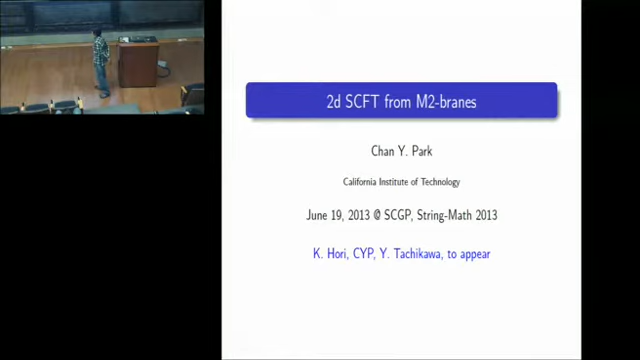 2d SCFT from M2-branes
Chan Y. Park
California Institute of Technology
June 19, 2013 @ SCGP, String-Math 2013
K. Hori, CYP, Y. Tachikawa, to appear